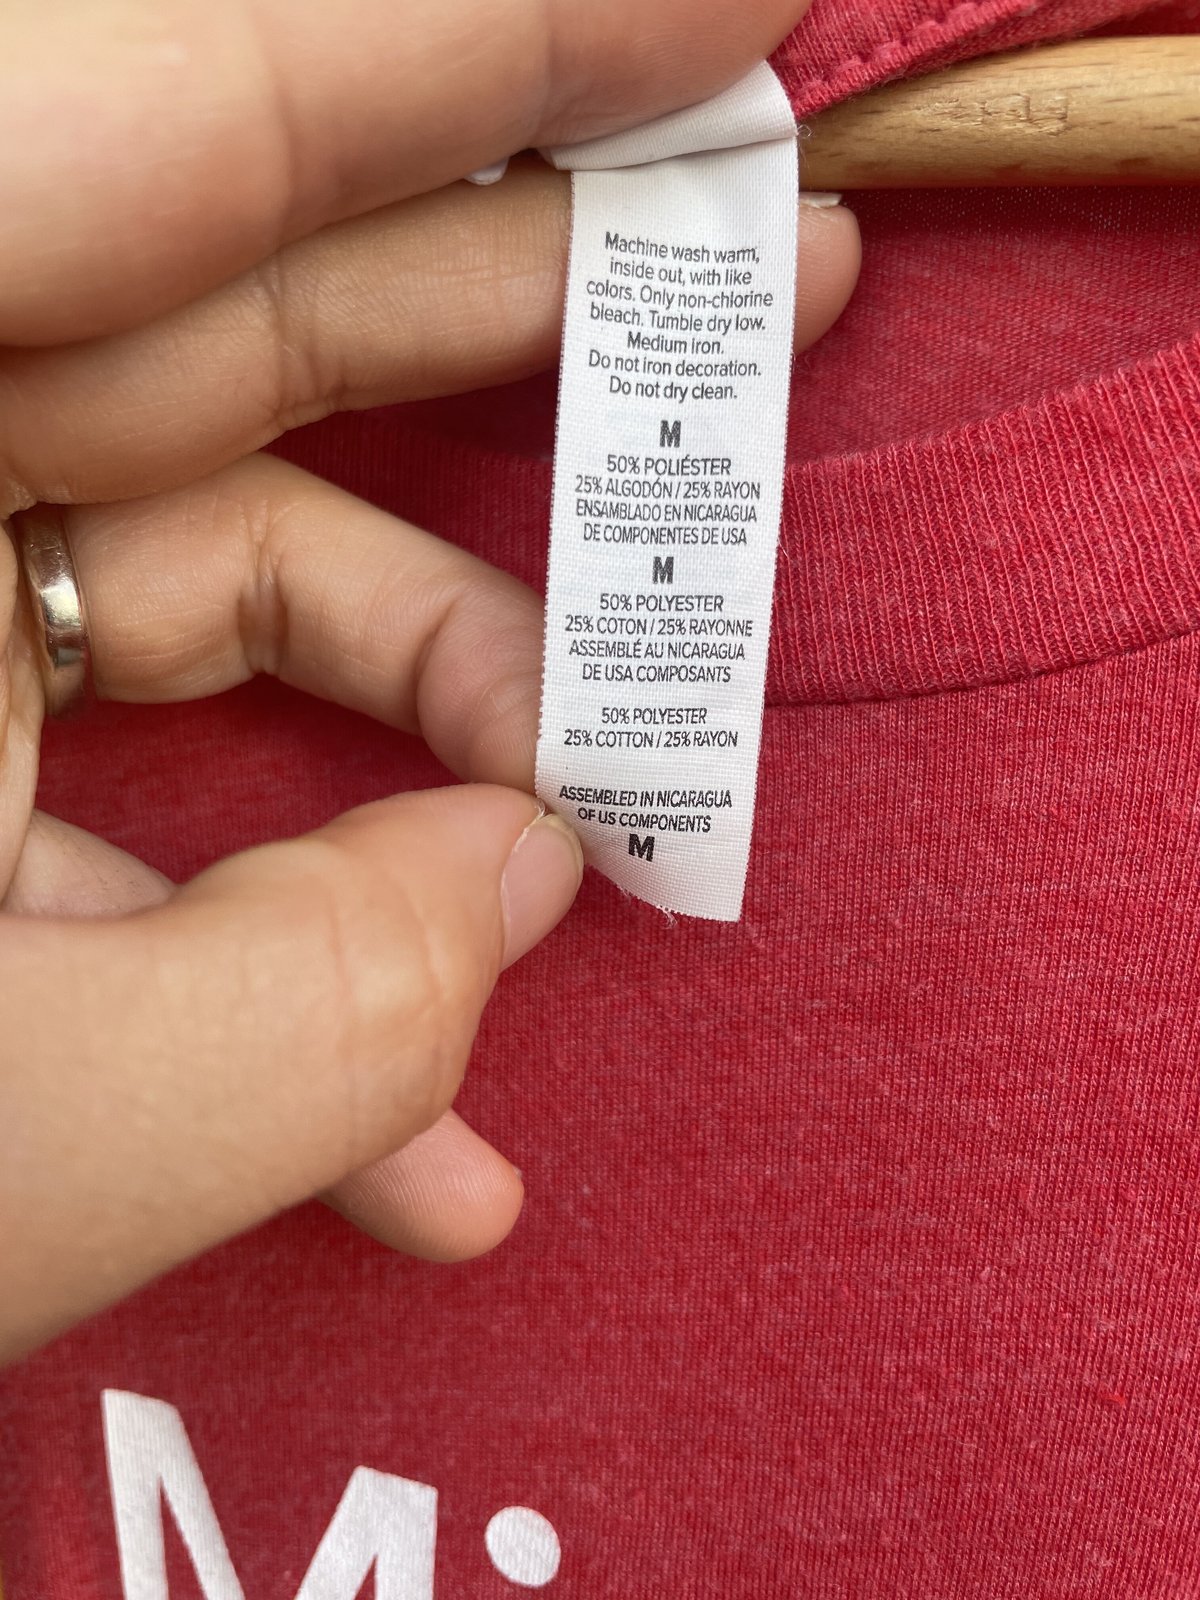 Machine wash warm,
inside out, with like
colors. Only non-chlorine
bleach. Tumble dry low.
Medium iron.
Do not iron decoration.
Do not dry clean.
M
50% POLIÉSTER
25% ALGODÓN / 25% RAYON
ENSAMBLADO EN NICARAGUA
DE COMPONENTES DE USA
M
50% POLYESTER
25% COTON / 25% RAYONNE
ASSEMBLÉ AU NICARAGUA
DE USA COMPOSANTS
50% POLYESTER
25% COTTON / 25% RAYON
ASSEMBLED IN NICARAGUA
OF US COMPONENTS
M
Mi